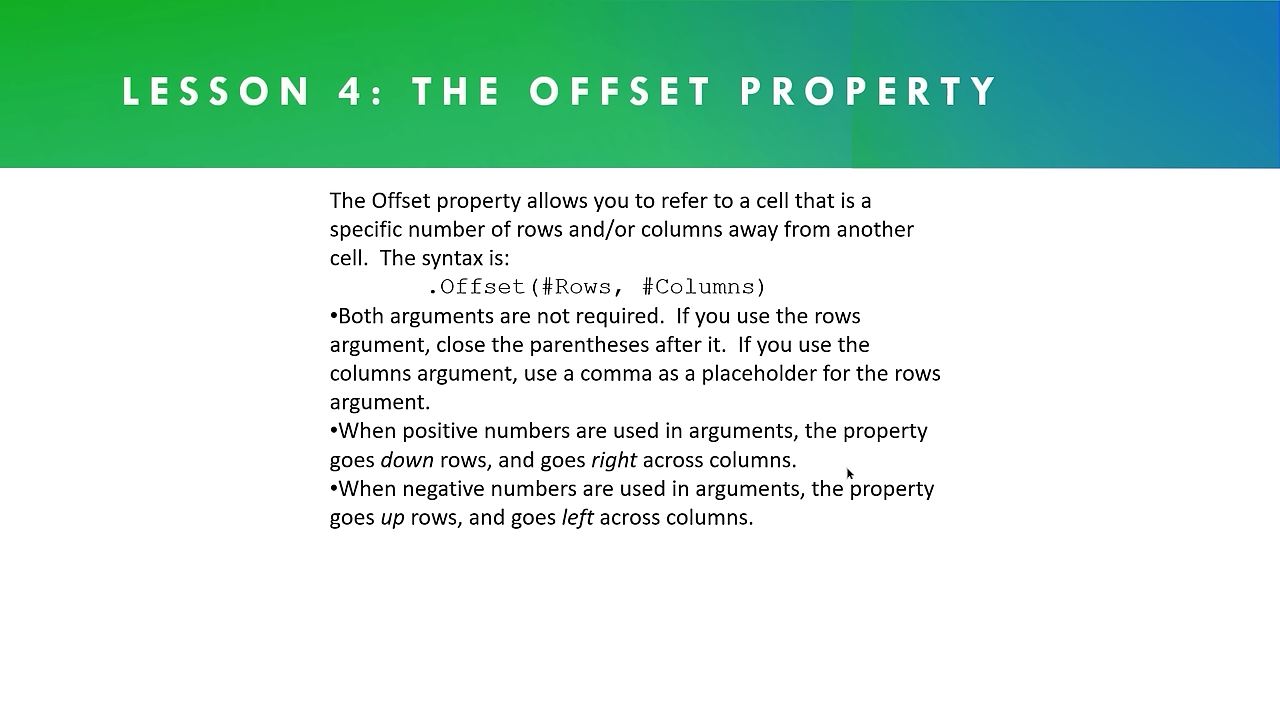 LESSON 4: THE OFFSET PROPERTY
The Offset property allows you to refer to a cell that is a
specific number of rows and/or columns away from another
cell.  The syntax is:
.Offset(#Rows, #Columns)
•Both arguments are not required.  If you use the rows
argument, close the parentheses after it.  If you use the
columns argument, use a comma as a placeholder for the rows
argument.
•When positive numbers are used in arguments, the property
goes down rows, and goes right across columns.
•When negative numbers are used in arguments, the property
goes up rows, and goes left across columns.